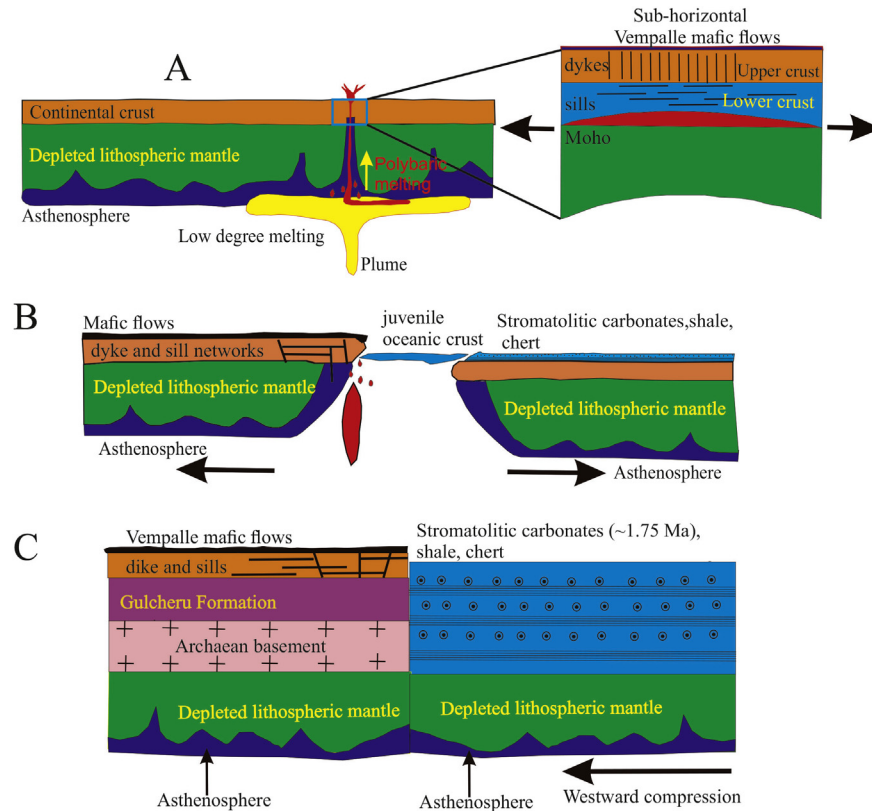 A
Continental crust
Depleted lithospheric mantle
Polybaric
melting
Asthenosphere
Low degree melting
Plume
Sub-horizontal
Vempalle mafic flows
dykes
Upper crust
sills
Lower crust
Moho
B
Mafic flows
dyke and sill networks
Depleted lithospheric mantle
Asthenosphere
juvenile
oceanic crust
Stromatolitic carbonates,shale,
chert
Depleted lithospheric mantle
Asthenosphere
C
Vempalle mafic flows
dike and sills
Gulcheru Formation
Archaean basement
Depleted lithospheric mantle
Asthenosphere
Stromatolitic carbonates (~1.75 Ma),
shale, chert
Depleted lithospheric mantle
Asthenosphere
Westward compression